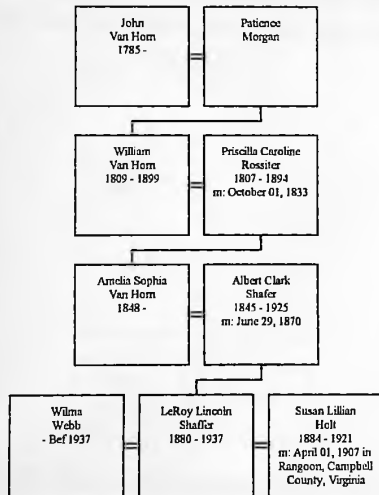 John
Van Horn
1785 -
Patience
Morgan
William
Van Horn
1809 - 1899
Priscilla Caroline
Rossiter
1807 - 1894
m: October 01, 1833
Amelia Sophia
Van Horn
1848 -
Albert Clark
Shafer
1845 - 1925
m: June 29, 1870
Wilma
Webb
- Bef 1937
LeRoy Lincoln
Shaffer
1880 - 1937
Susan Lillian
Holt
1884 - 1921
m: April 01, 1907 in
Rangoon, Campbell
County, Virginia